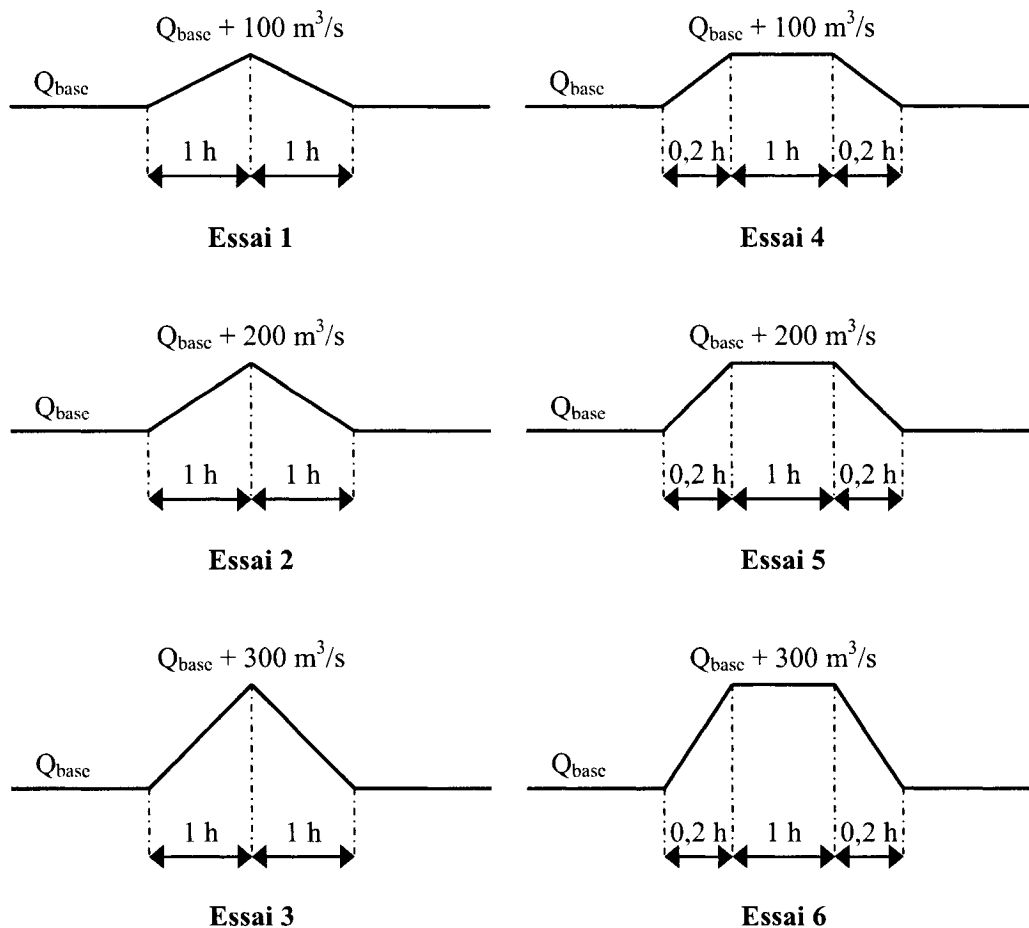 Q_base + 100 m³/s
Q_base
1 h 1 h
Essai 1
Q_base + 100 m³/s
Q_base
0,2 h 1 h 0,2 h
Essai 4
Q_base + 200 m³/s
Q_base
1 h 1 h
Essai 2
Q_base + 200 m³/s
Q_base
0,2 h 1 h 0,2 h
Essai 5
Q_base + 300 m³/s
Q_base
1 h 1 h
Essai 3
Q_base + 300 m³/s
Q_base
0,2 h 1 h 0,2 h
Essai 6